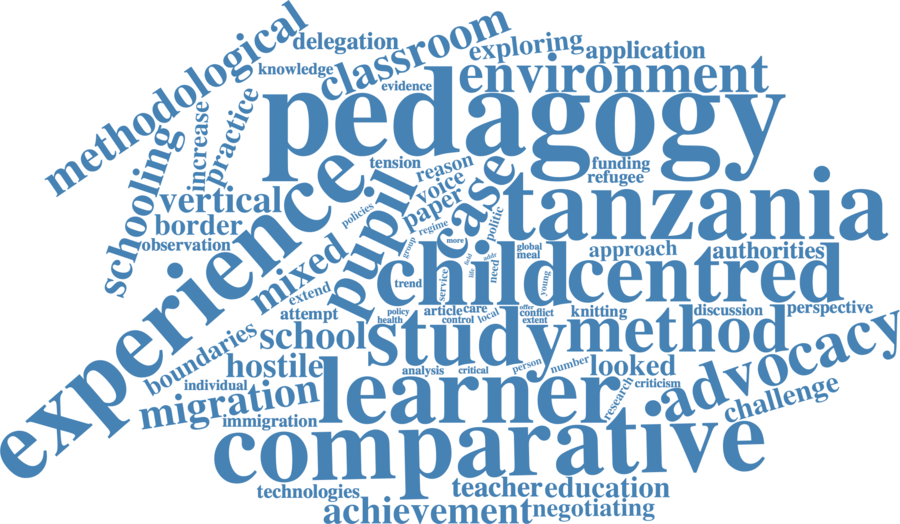 methodological
delegation
classroom
exploring
application
knowledge
evidence
environment
pedagogy
increase
practice
schooling
tension
reason
funding
refugee
vertical
border
observation
experience
policies
pupil
voice
paper
regime
case
politic
tanzania
mixed
group
more
field
addr
global
meal
approach
authorities
extend
trend
child
service
life
need
young
centred
attempt
policy
health
article
care
control
local
offer
conflict
extent
knitting
discussion
perspective
boundaries
school
study
method
hostile
individual
analysis
critical
person
number
looked
advocacy
migration
immigration
learner
research
criticism
challenge
comparative
technologies
teacher
education
achievement
negotiating